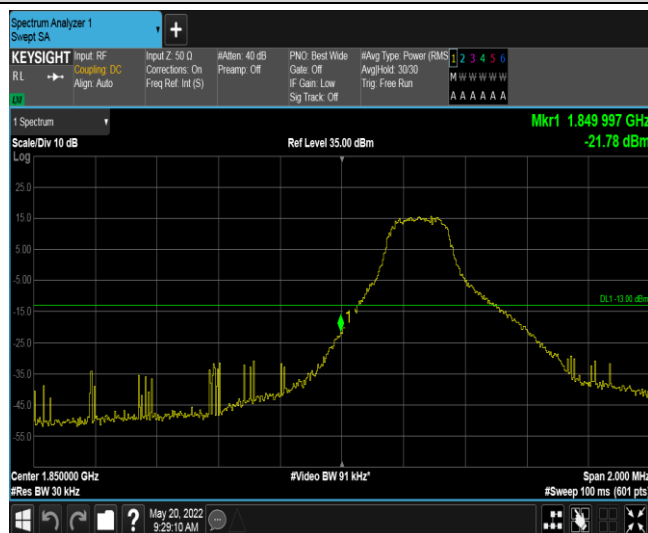 Spectrum Analyzer 1
Swept SA
+
KEYSIGHT
RL
Input: RF
Coupling: DC
Align: Auto
Input Z: 50 Ω
Corrections: On
Freq Ref: Int (S)
#Atten: 40 dB
Preamp: Off
PNO: Best Wide
Gate: Off
IF Gain: Low
Sig Track: Off
#Avg Type: Power (RMS
Avg|Hold: 30/30
Trig: Free Run
1 2 3 4 5 6
M W W W W W
A A A A A A
1 Spectrum
Scale/Div 10 dB
Ref Level 35.00 dBm
Mkr1 1.849 997 GHz
-21.78 dBm
Log
25.0
15.0
5.00
-5.00
-15.0
-25.0
-35.0
-45.0
-55.0
1
DL1 -13.00 dBm
Center 1.850000 GHz
#Video BW 91 kHz*
Span 2.000 MHz
#Res BW 30 kHz
#Sweep 100 ms (601 pts)
?
May 20, 2022
9:29:10 AM